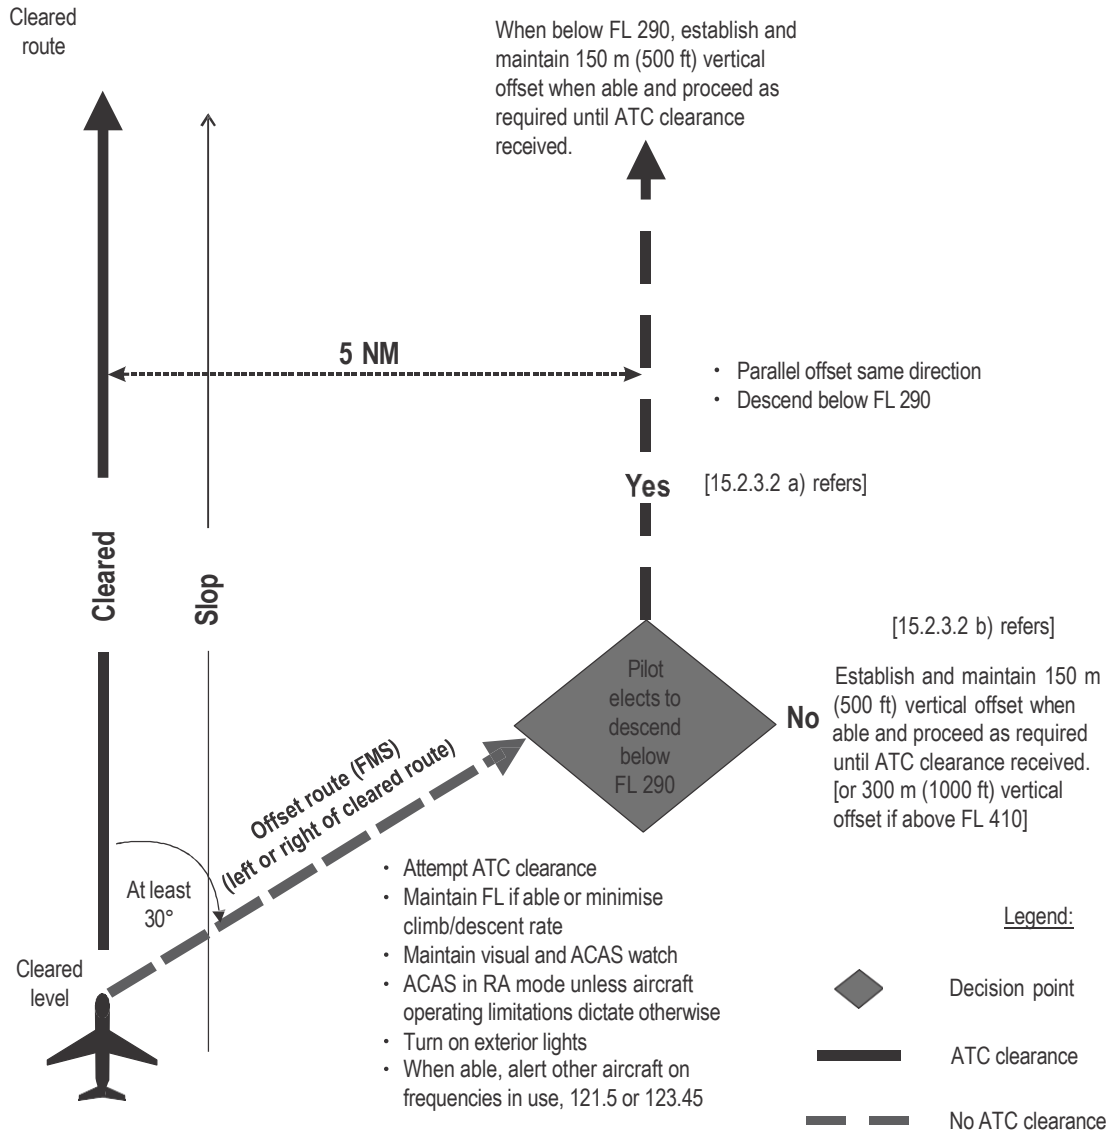 Cleared
route
When below FL 290, establish and
maintain 150 m (500 ft) vertical
offset when able and proceed as
required until ATC clearance
received.
5 NM
• Parallel offset same direction
• Descend below FL 290
Yes
[15.2.3.2 a) refers]
Cleared
Slop
[15.2.3.2 b) refers]
Pilot
elects to
descend
below
FL 290
No
Establish and maintain 150 m
(500 ft) vertical offset when
able and proceed as required
until ATC clearance received.
[or 300 m (1000 ft) vertical
offset if above FL 410]
Offset route (FMS)
(left or right of cleared route)
At least
30°
• Attempt ATC clearance
• Maintain FL if able or minimise
climb/descent rate
• Maintain visual and ACAS watch
• ACAS in RA mode unless aircraft
operating limitations dictate otherwise
• Turn on exterior lights
• When able, alert other aircraft on
frequencies in use, 121.5 or 123.45
Cleared
level
Legend:
Decision point
ATC clearance
No ATC clearance